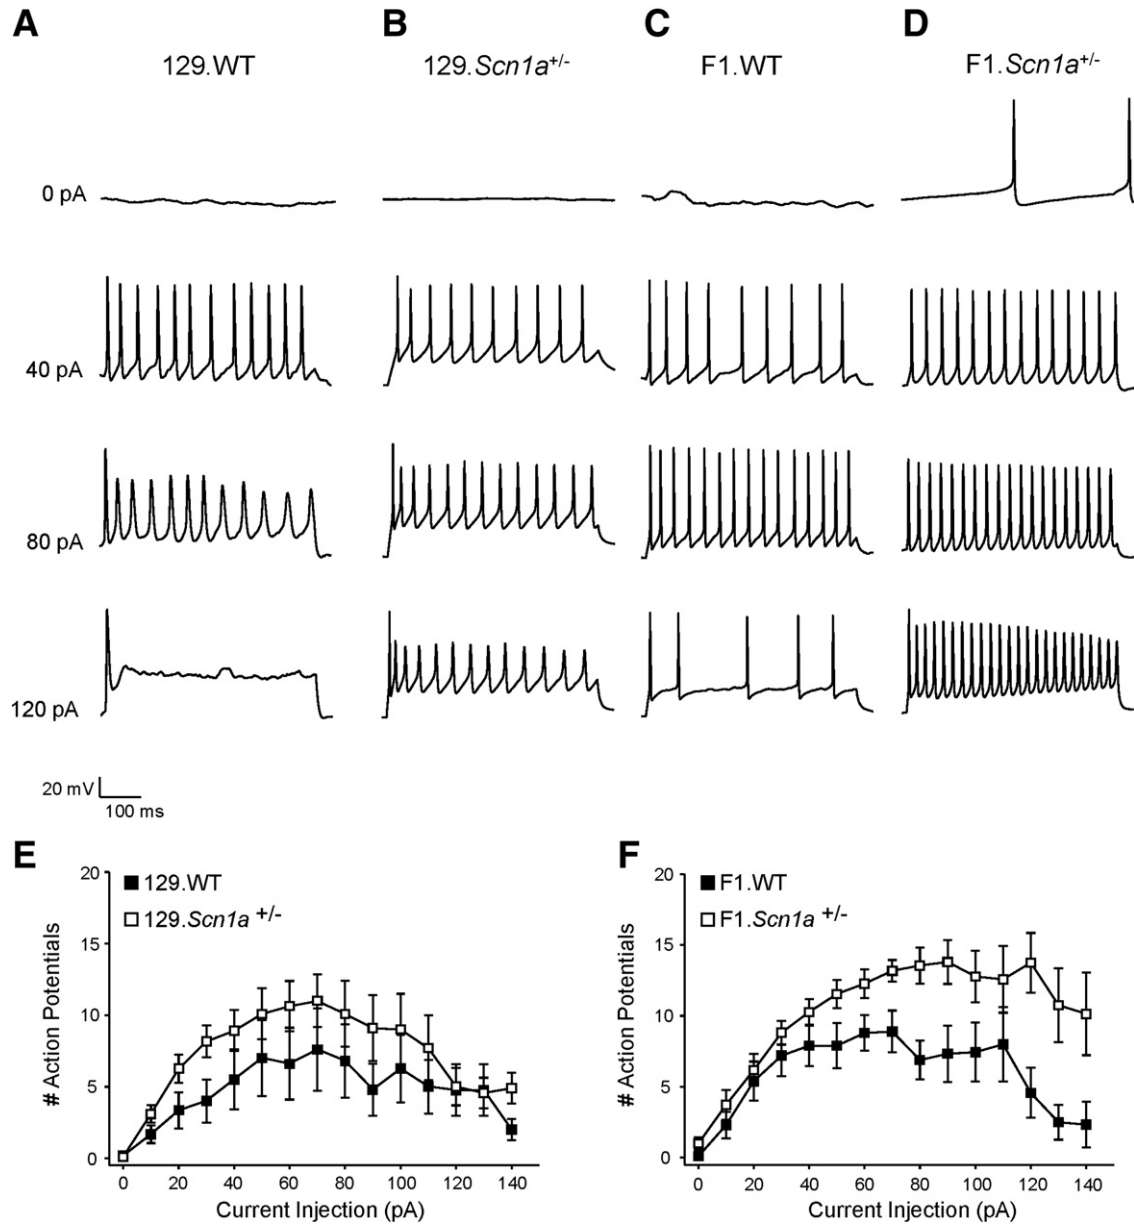 A B C D
129.WT 129.Scn1a+/- F1.WT F1.Scn1a+/-
0 pA
40 pA
80 pA
120 pA
20 mV
100 ms
E F
20 20
129.WT F1.WT
129.Scn1a +/- F1.Scn1a +/-
15 15
10 10
5 5
0 0
# Action Potentials # Action Potentials
0 20 40 60 80 100 120 140 0 20 40 60 80 100 120 140
Current Injection (pA) Current Injection (pA)